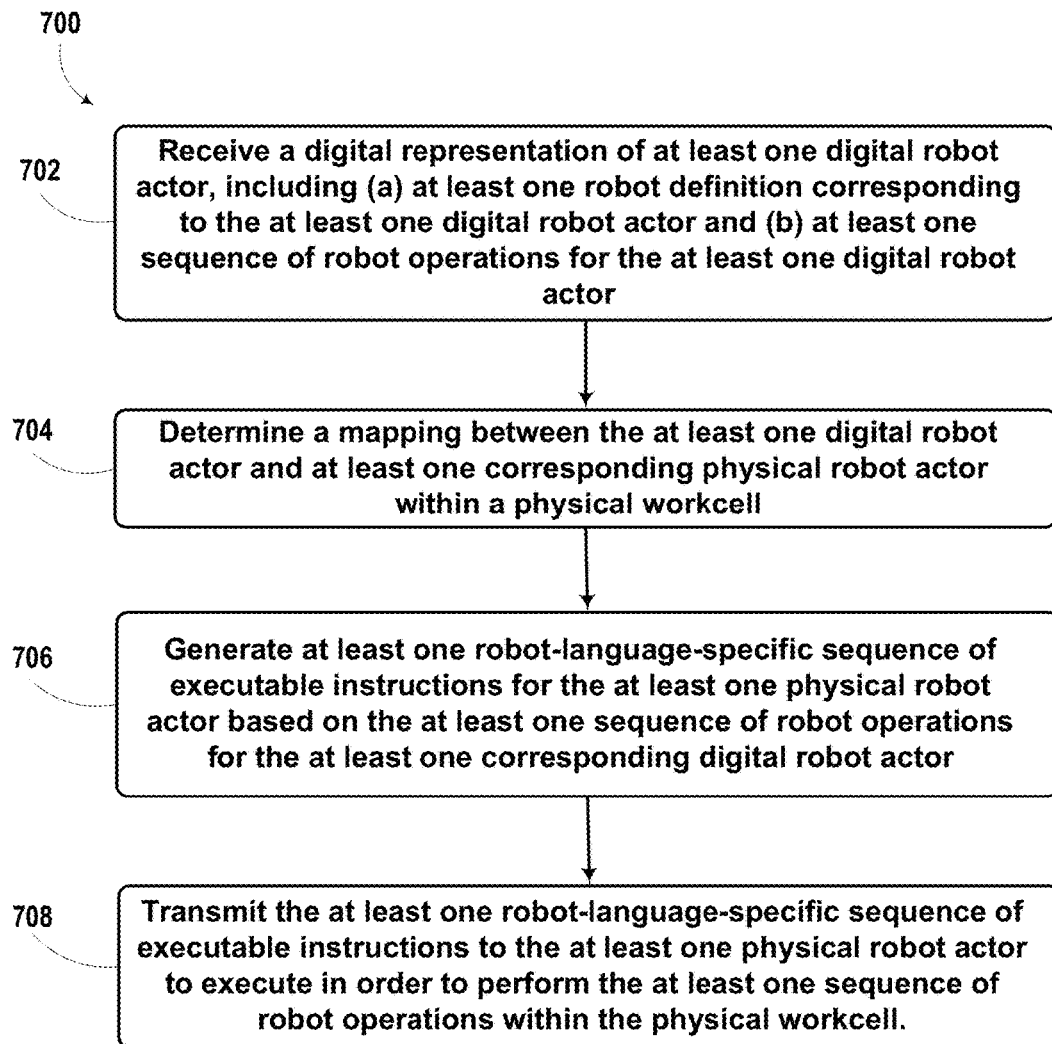 700
702
Receive a digital representation of at least one digital robot
actor, including (a) at least one robot definition corresponding
to the at least one digital robot actor and (b) at least one
sequence of robot operations for the at least one digital robot
actor
704
Determine a mapping between the at least one digital robot
actor and at least one corresponding physical robot actor
within a physical workcell
706
Generate at least one robot-language-specific sequence of
executable instructions for the at least one physical robot
actor based on the at least one sequence of robot operations
for the at least one corresponding digital robot actor
708
Transmit the at least one robot-language-specific sequence of
executable instructions to the at least one physical robot actor
to execute in order to perform the at least one sequence of
robot operations within the physical workcell.